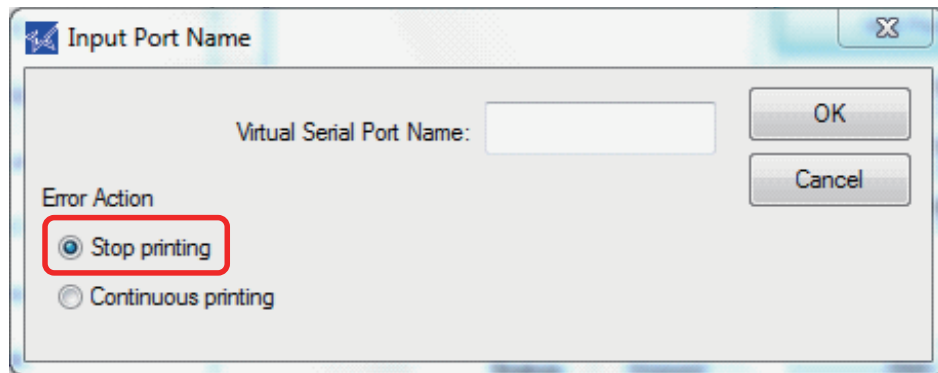 Input Port Name
Virtual Serial Port Name:
OK
Cancel
Error Action
Stop printing
Continuous printing